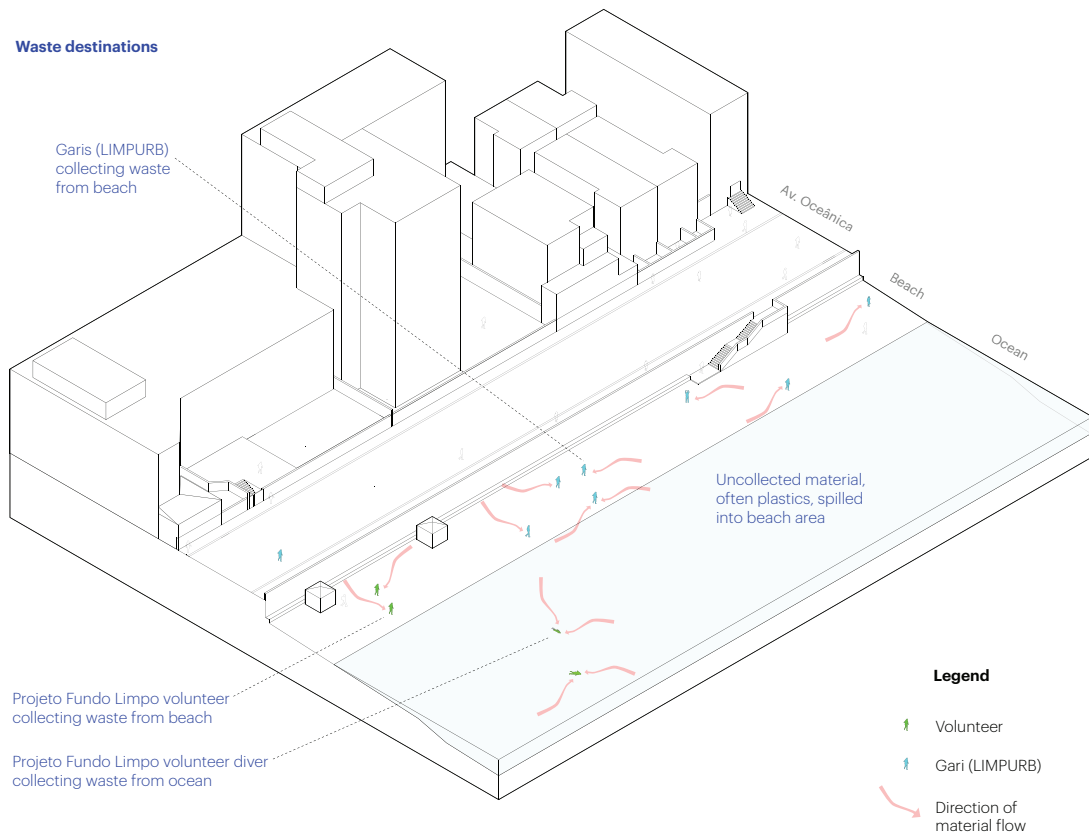 Waste destinations
Garis (LIMPURB)
collecting waste
from beach
Av. Oceânica
Beach
Ocean
Uncollected material,
often plastics, spilled
into beach area
Projeto Fundo Limpo volunteer
collecting waste from beach
Projeto Fundo Limpo volunteer diver
collecting waste from ocean
Legend
Volunteer
Gari (LIMPURB)
Direction of
material flow